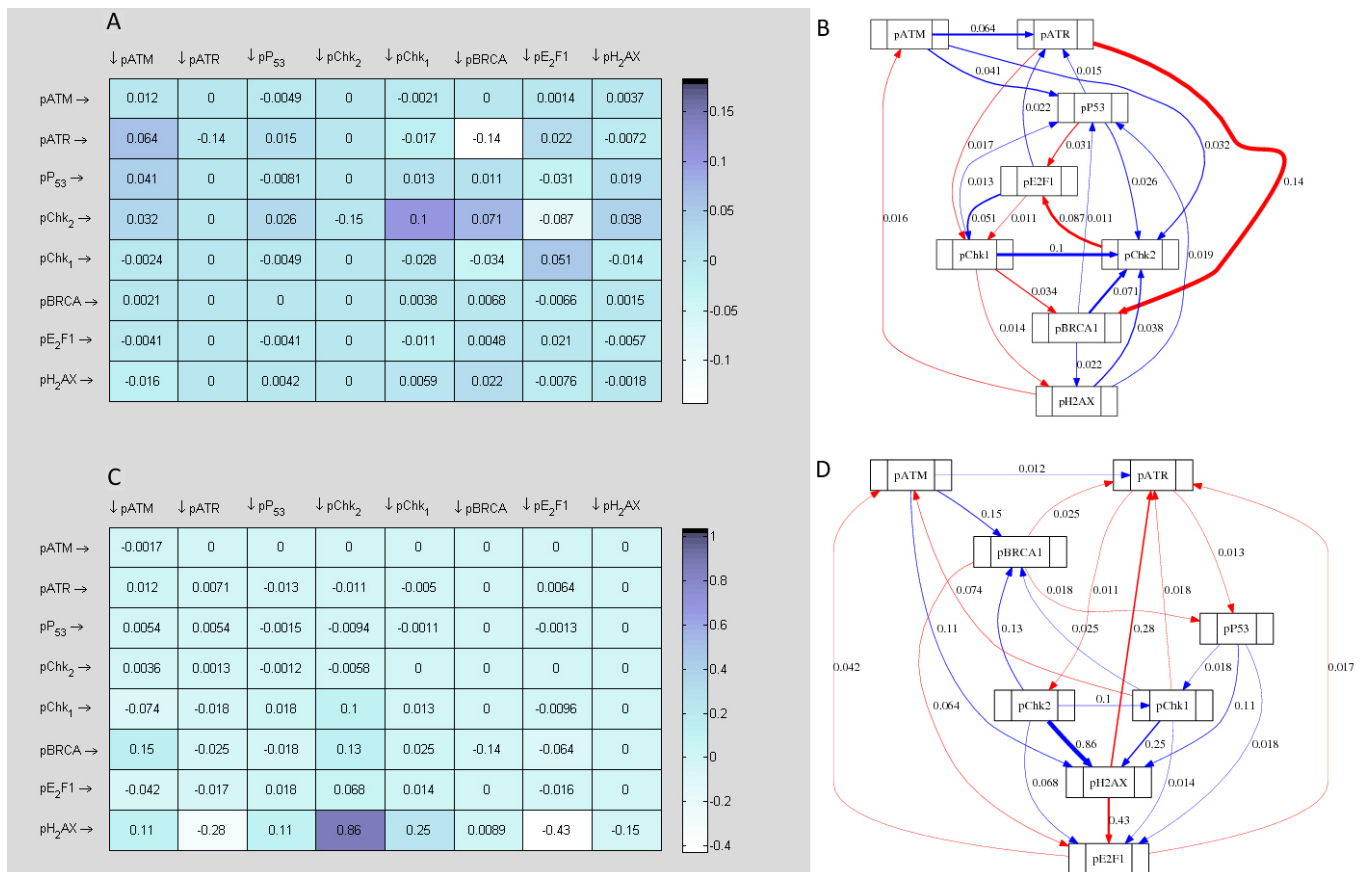 A
↓ pATM ↓ pATR ↓ pP53 ↓ pChk2 ↓ pChk1 ↓ pBRCA ↓ pE2F1 ↓ pH2AX
pATM → 0.012 0 -0.0049 0 -0.0021 0 0.0014 0.0037
pATR → 0.064 -0.14 0.015 0 -0.017 -0.14 0.022 -0.0072
pP53 → 0.041 0 -0.0081 0 0.013 0.011 -0.031 0.019
pChk2 → 0.032 0 0.026 -0.15 0.1 0.071 -0.087 0.038
pChk1 → -0.0024 0 -0.0049 0 -0.028 -0.034 0.051 -0.014
pBRCA → 0.0021 0 0 0 0.0038 0.0068 -0.0066 0.0015
pE2F1 → -0.0041 0 -0.0041 0 -0.011 0.0048 0.021 -0.0057
pH2AX → -0.016 0 0.0042 0 0.0059 0.022 -0.0076 -0.0018
0.15
0.1
0.05
0
-0.05
-0.1
B
pATM 0.064 pATR
0.041 0.015
0.022 pP53
0.017 0.031 0.032
0.013 pE2F1 0.026 0.14
0.051 0.011 0.087 0.011
0.016
pChk1 0.1 pChk2 0.019
0.034 0.071
0.014 pBRCA1 0.038
0.022
pH2AX
C
↓ pATM ↓ pATR ↓ pP53 ↓ pChk2 ↓ pChk1 ↓ pBRCA ↓ pE2F1 ↓ pH2AX
pATM → -0.0017 0 0 0 0 0 0 0
pATR → 0.012 0.0071 -0.013 -0.011 -0.005 0 0.0064 0
pP53 → 0.0054 0.0054 -0.0015 -0.0094 -0.0011 0 -0.0013 0
pChk2 → 0.0036 0.0013 -0.0012 -0.0058 0 0 0 0
pChk1 → -0.074 -0.018 0.018 0.1 0.013 0 -0.0096 0
pBRCA → 0.15 -0.025 -0.018 0.13 0.025 -0.14 -0.064 0
pE2F1 → -0.042 -0.017 0.018 0.068 0.014 0 -0.016 0
pH2AX → 0.11 -0.28 0.11 0.86 0.25 0.0089 -0.43 -0.15
1
0.8
0.6
0.4
0.2
0
-0.2
-0.4
D
pATM 0.012 pATR
0.15 0.025
pBRCA1 0.013
0.074 0.018 0.011 0.018
0.11 0.13 0.025 0.28 pP53
0.042 0.018 0.017
0.064 pChk2 0.1 pChk1 0.11
0.86 0.25 0.018
0.068 pH2AX 0.014
0.43
pE2F1